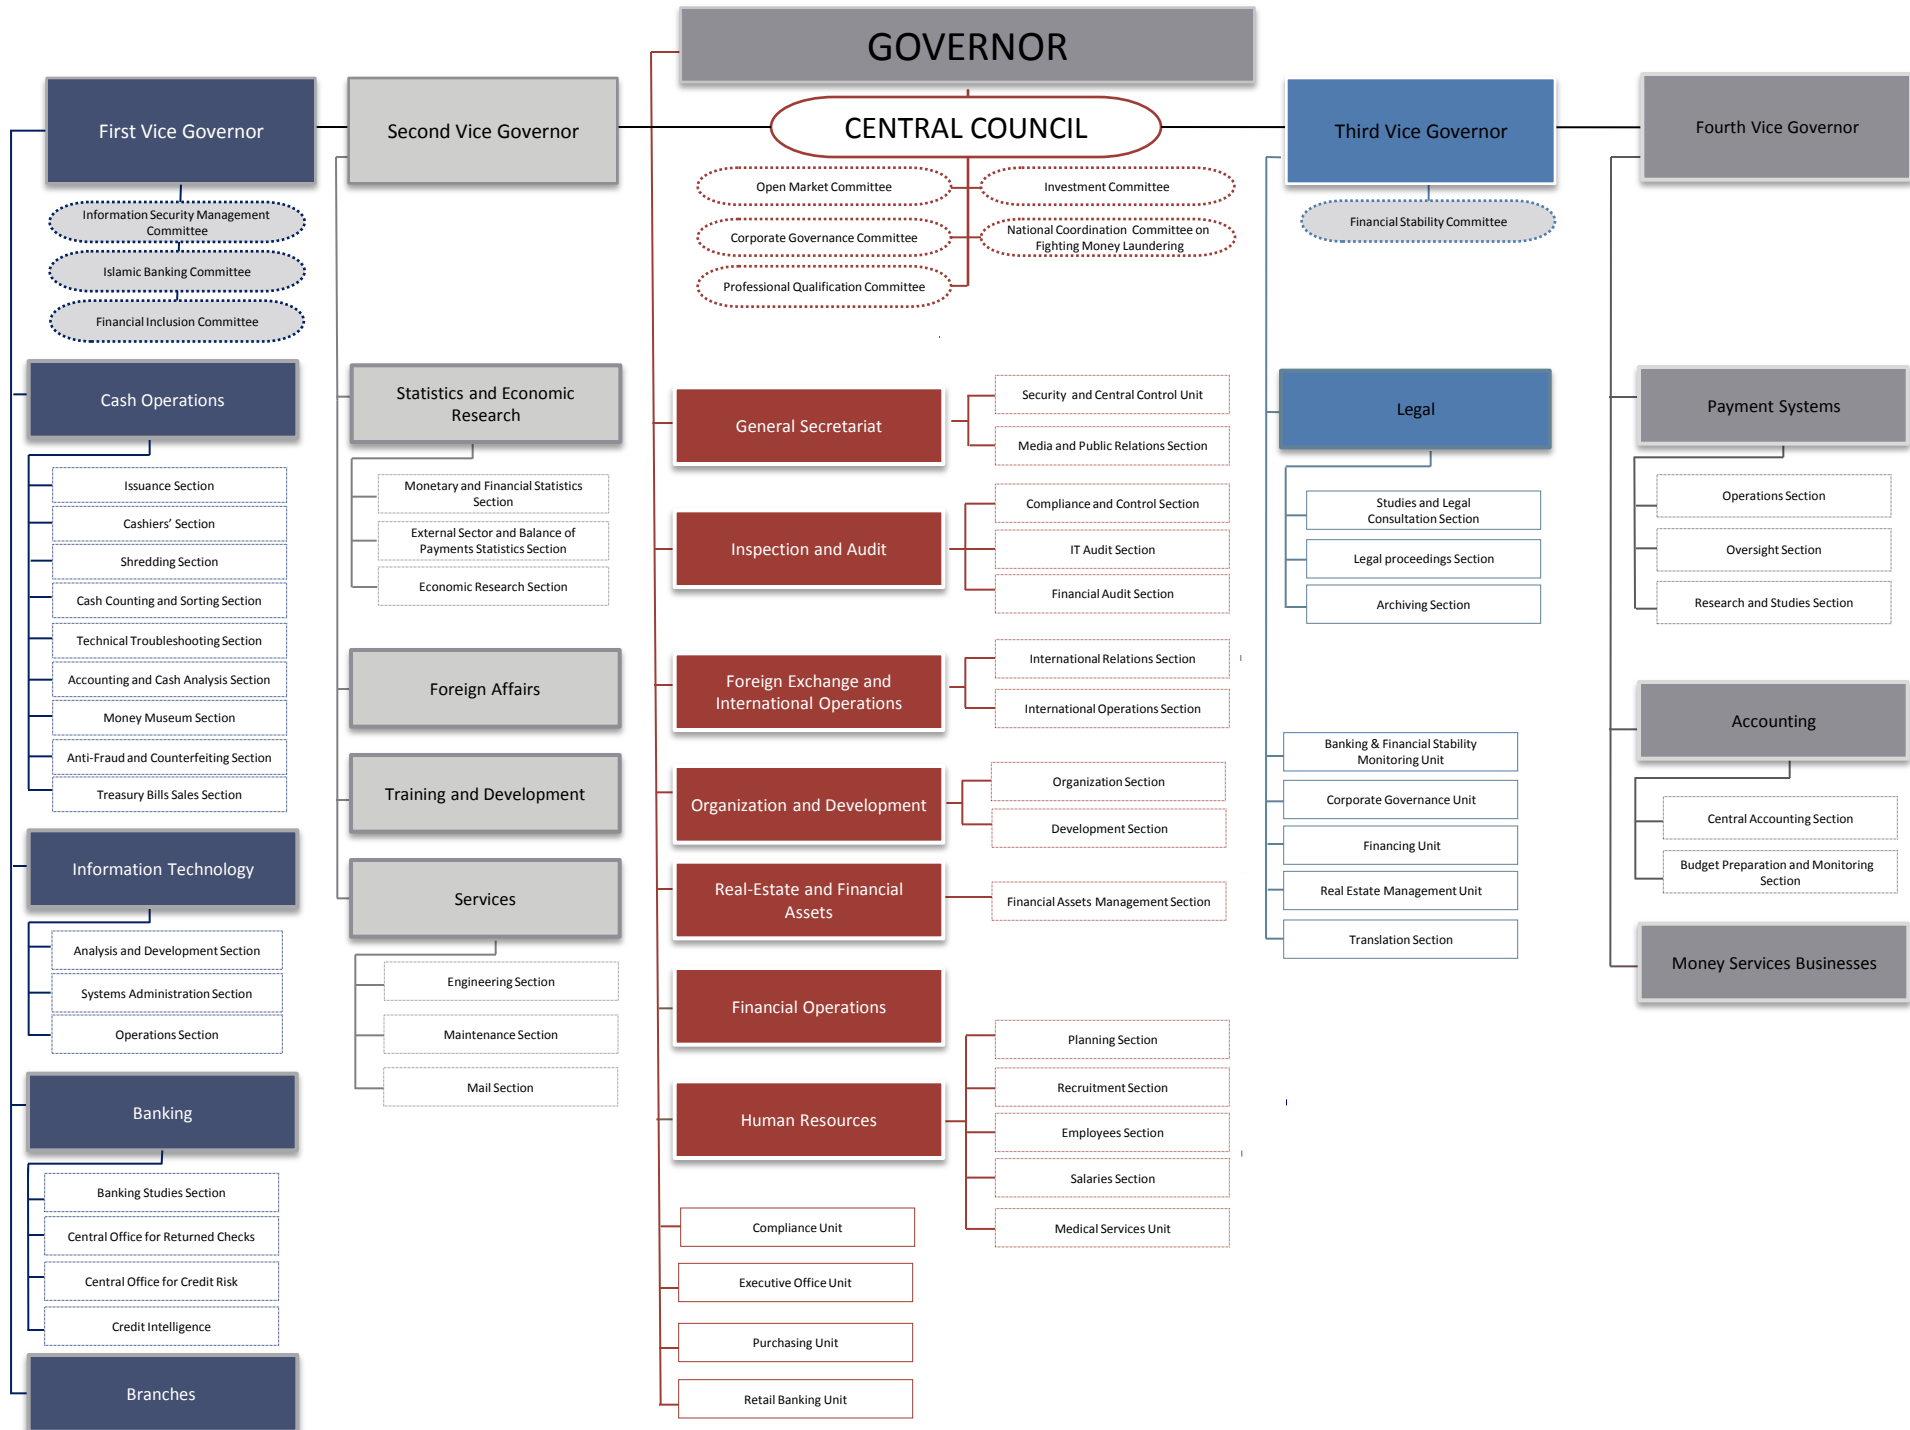 GOVERNOR
First Vice Governor
Second Vice Governor
CENTRAL COUNCIL
Third Vice Governor
Fourth Vice Governor
Information Security Management
Committee
Islamic Banking Committee
Financial Inclusion Committee
Open Market Committee
Investment Committee
Corporate Governance Committee
National Coordination Committee on
Fighting Money Laundering
Professional Qualification Committee
Financial Stability Committee
Cash Operations
Issuance Section
Cashiers' Section
Shredding Section
Cash Counting and Sorting Section
Technical Troubleshooting Section
Accounting and Cash Analysis Section
Money Museum Section
Anti-Fraud and Counterfeiting Section
Treasury Bills Sales Section
Information Technology
Analysis and Development Section
Systems Administration Section
Operations Section
Banking
Banking Studies Section
Central Office for Returned Checks
Central Office for Credit Risk
Credit Intelligence
Branches
Statistics and Economic
Research
Monetary and Financial Statistics
Section
External Sector and Balance of
Payments Statistics Section
Economic Research Section
Foreign Affairs
Training and Development
Services
Engineering Section
Maintenance Section
Mail Section
General Secretariat
Security and Central Control Unit
Media and Public Relations Section
Inspection and Audit
Compliance and Control Section
IT Audit Section
Financial Audit Section
Foreign Exchange and
International Operations
International Relations Section
International Operations Section
Organization and Development
Organization Section
Development Section
Real-Estate and Financial
Assets
Financial Assets Management Section
Financial Operations
Human Resources
Planning Section
Recruitment Section
Employees Section
Salaries Section
Medical Services Unit
Compliance Unit
Executive Office Unit
Purchasing Unit
Retail Banking Unit
Legal
Studies and Legal
Consultation Section
Legal proceedings Section
Archiving Section
Banking & Financial Stability
Monitoring Unit
Corporate Governance Unit
Financing Unit
Real Estate Management Unit
Translation Section
Payment Systems
Operations Section
Oversight Section
Research and Studies Section
Accounting
Central Accounting Section
Budget Preparation and Monitoring
Section
Money Services Businesses